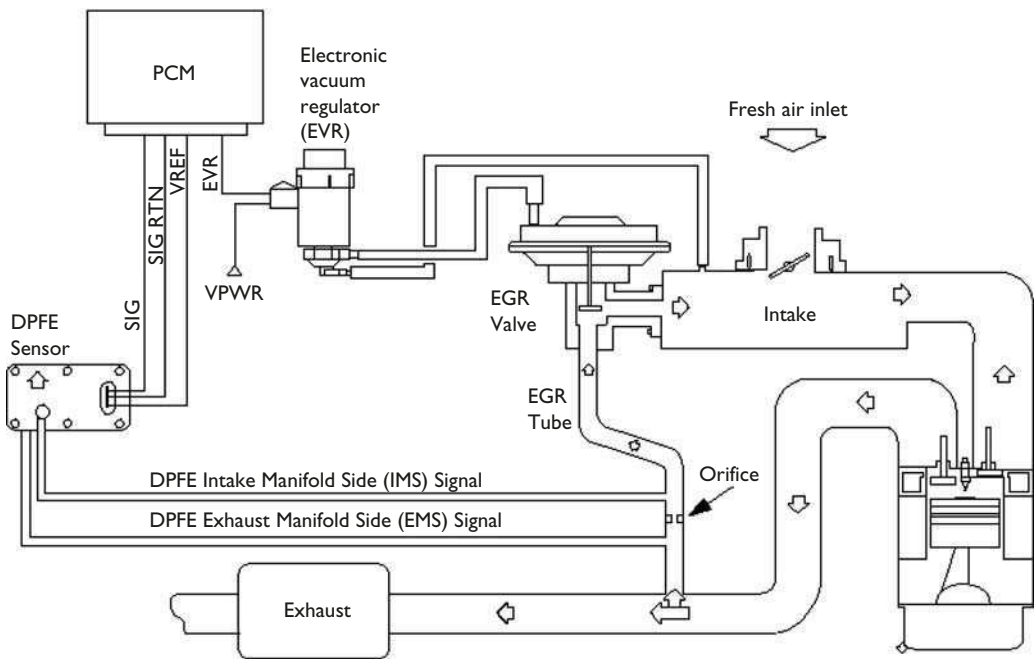 PCM
Electronic
vacuum
regulator
(EVR)
Fresh air inlet
SIG
SIG RTN
VREF
EVR
VPWR
DPFE
Sensor
EGR
Valve
Intake
EGR
Tube
DPFE Intake Manifold Side (IMS) Signal
Orifice
DPFE Exhaust Manifold Side (EMS) Signal
Exhaust